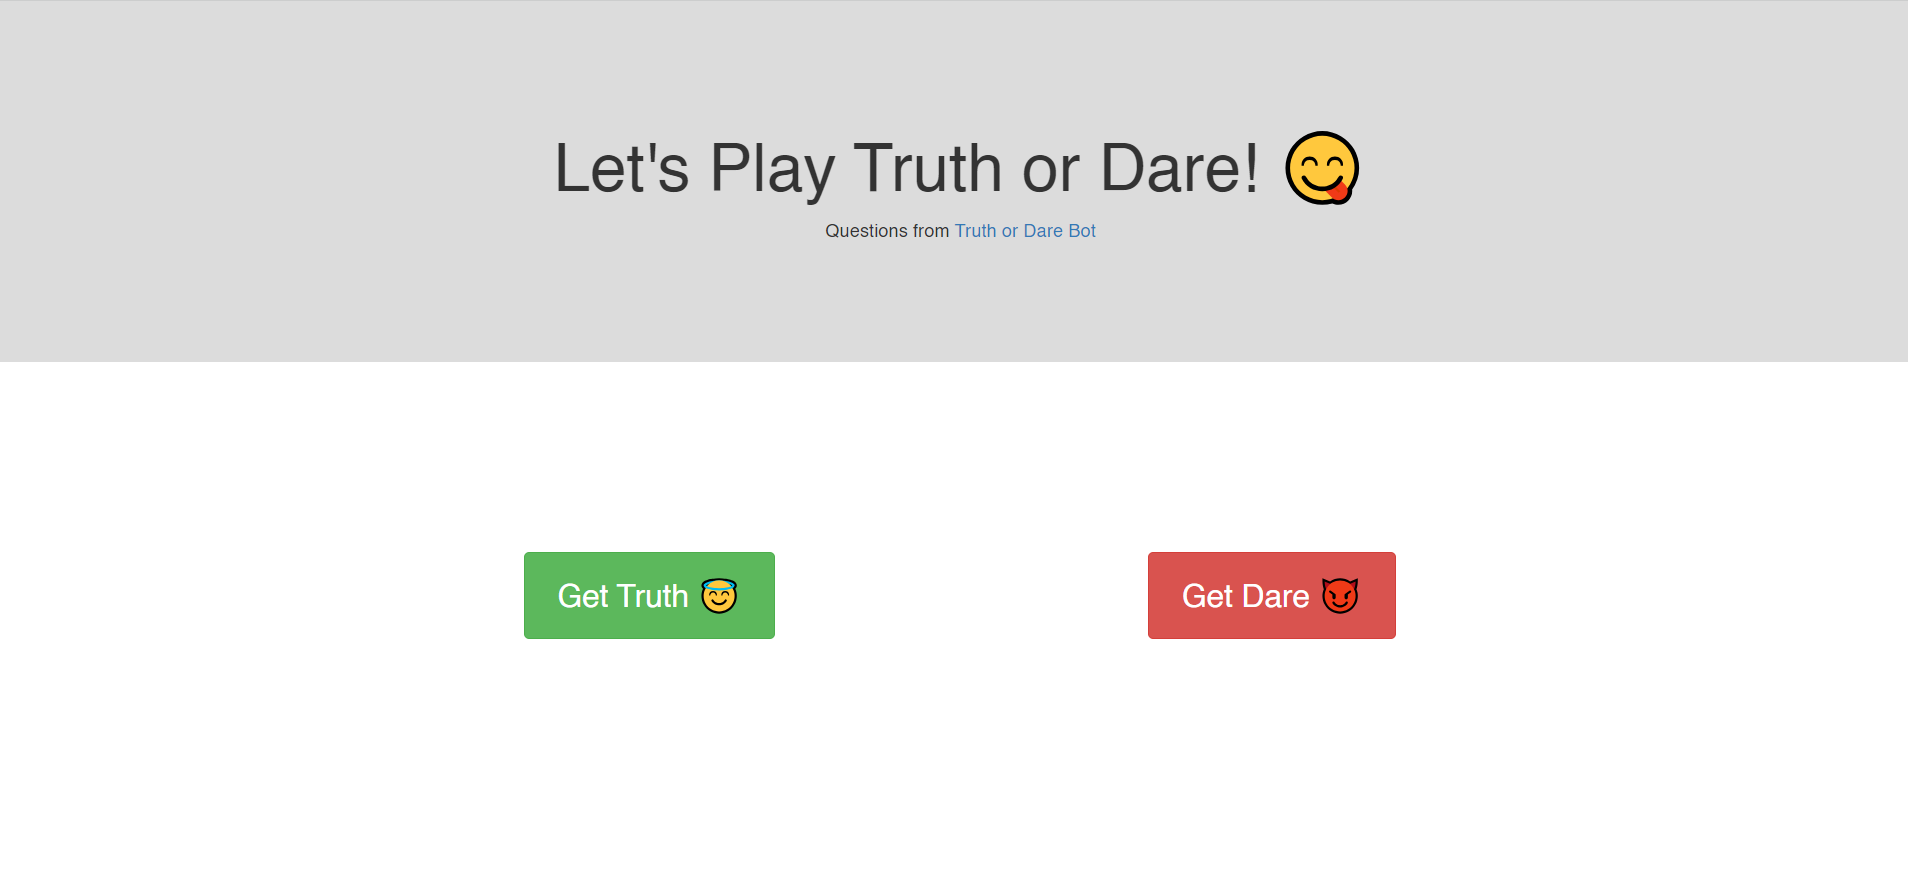 Let's Play Truth or Dare! 😋
Questions from Truth or Dare Bot
Get Truth 😇
Get Dare 😈